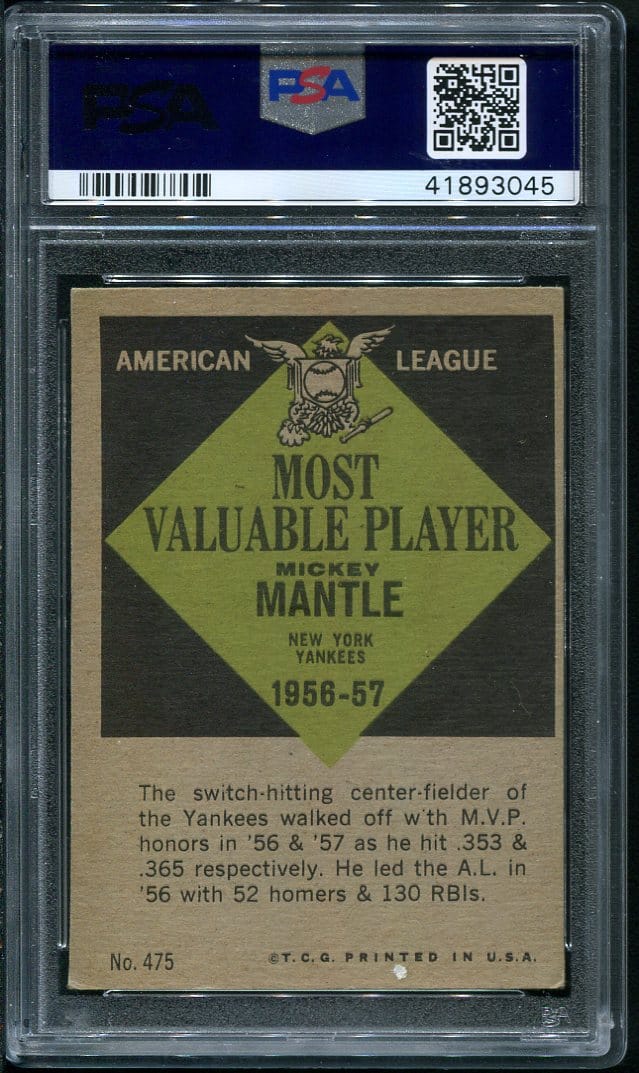 PSA
PSA
41893045
AMERICAN LEAGUE
MOST
VALUABLE PLAYER
MICKEY
MANTLE
NEW YORK
YANKEES
1956-57
The switch-hitting center-fielder of
the Yankees walked off w'th M.V.P.
honors in '56 & '57 as he hit .353 &
.365 respectively. He led the A.L. in
'56 with 52 homers & 130 RBIs.
No. 475 ©T.C.G. PRINTED IN U.S.A.
PSA